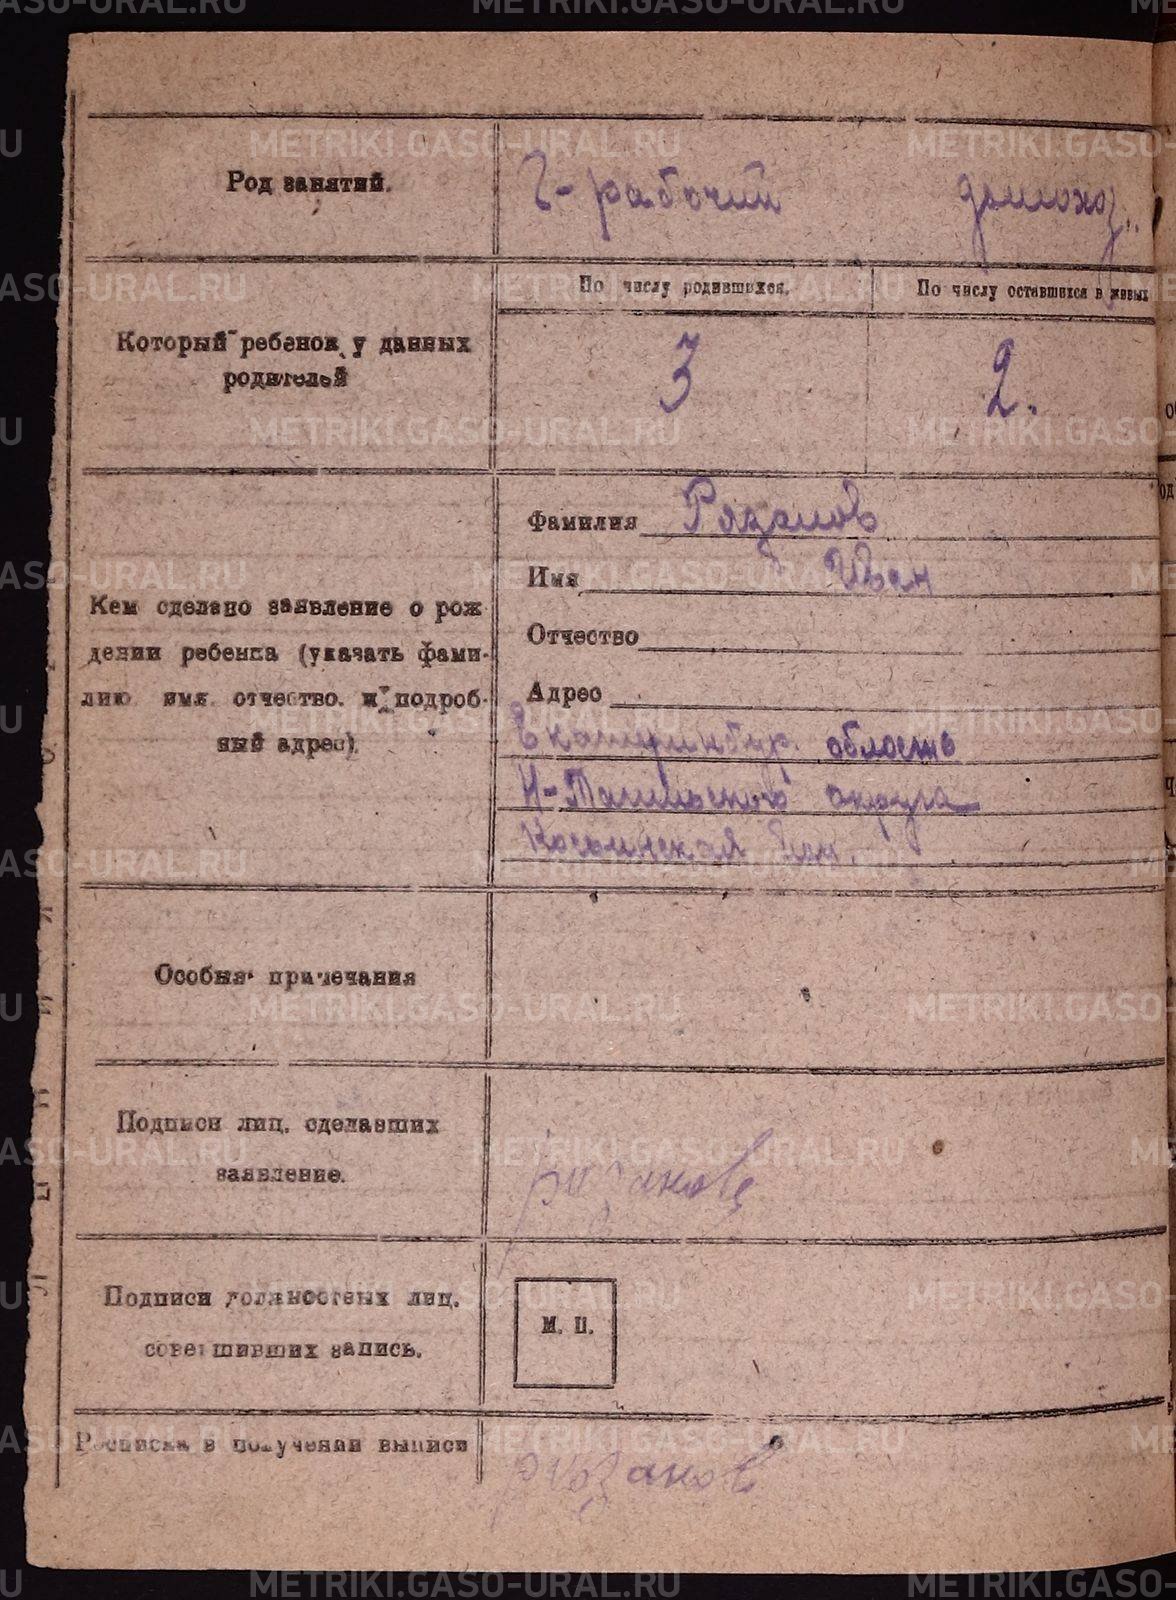 Род занятий.
Ч-рабочий домохоз.
По числу родившихся.
По числу оставшихся в живых
Который ребенок у данных
родителей
3
2.
Кем сделано заявление о рож
дении ребенка (указать фами-
лию имя отчество и подроб-
ный адрес).
Фамилия Рязанов
Имя Иван
Отчество
Адрес
Екатеринбур. область
Н-Тагильского округа
Особыя примечания
Подписи лиц, сделавших
заявление.
Рязанов
Подписи должностных лиц,
совершивших запись.
М. П.
Росписка в получении выписи
Рязанов
METRIKI.GASO-URAL.RU